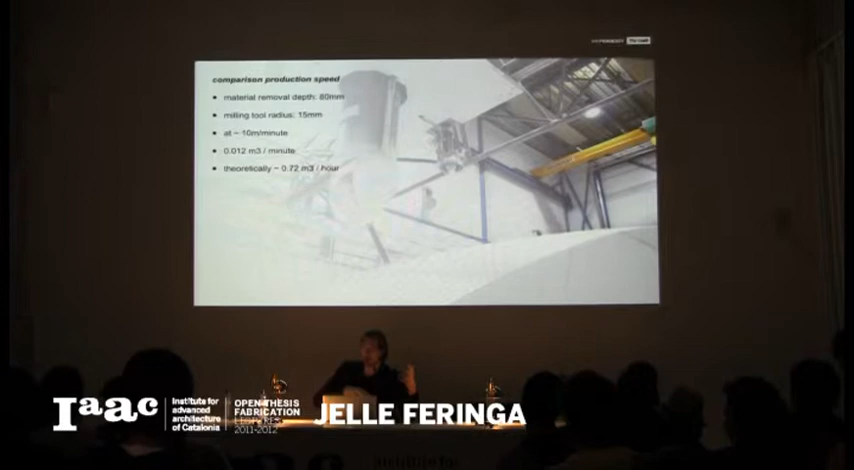 comparison production speed
• material removal depth: 80mm
• milling tool radius: 15mm
• at ~ 10m/minute
• 0.012 m3 / minute
• theoretically ~ 0.72 m3 / hour
Iaac
Institute for
advanced
architecture
of Catalonia
OPEN THESIS
FABRICATION
LECTURES
2011-2012
JELLE FERINGA